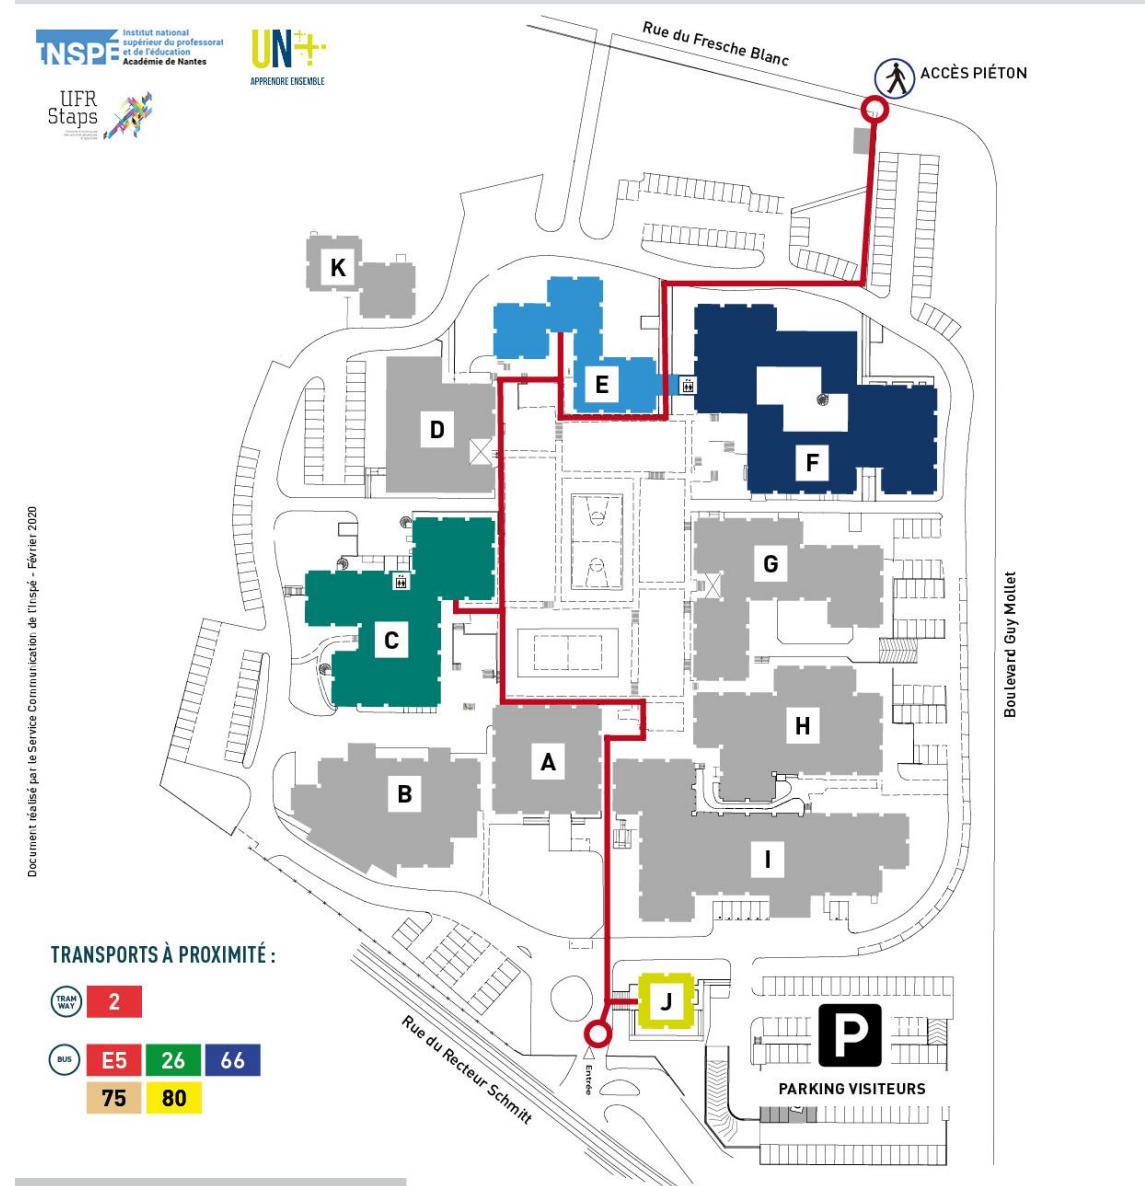 INSPÉ
Institut national
supérieur du professorat
et de l'éducation
Académie de Nantes
UN+
APPRENDRE ENSEMBLE
UFR
Staps
Rue du Fresche Blanc
ACCÈS PIÉTON
K
E
D
F
G
C
H
A
B
I
J
Boulevard Guy Mollet
Document réalisé par le Service Communication de l'Inspé - Février 2020
TRANSPORTS À PROXIMITÉ :
TRAM
WAY
2
BUS
E5
26
66
75
80
Rue du Recteur Schmitt
Entrée
P
PARKING VISITEURS